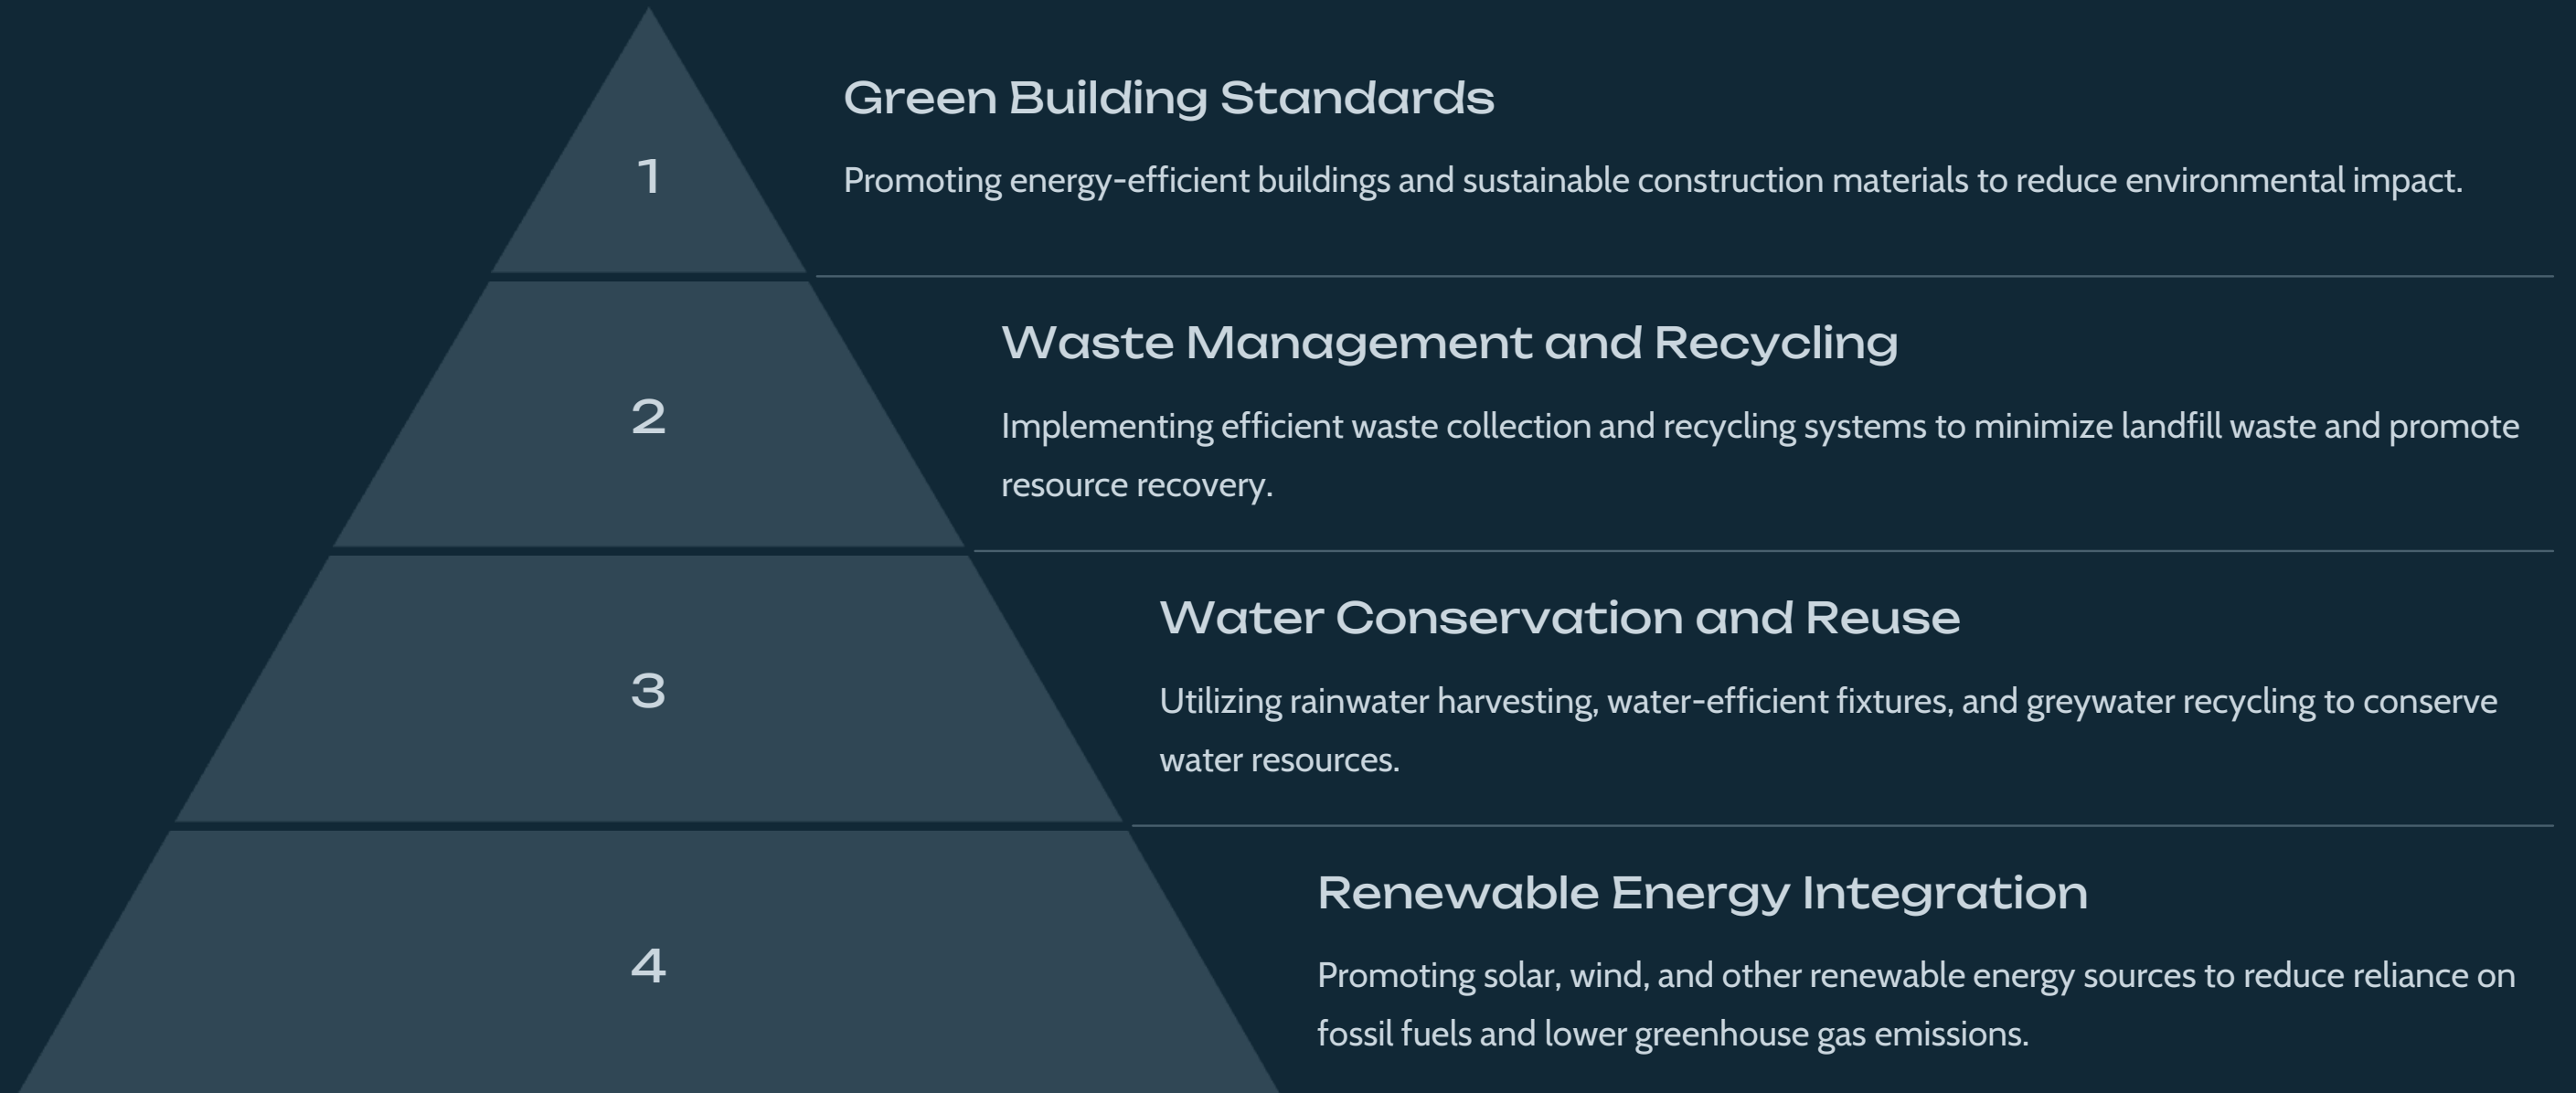 1
Green Building Standards
Promoting energy-efficient buildings and sustainable construction materials to reduce environmental impact.
2
Waste Management and Recycling
Implementing efficient waste collection and recycling systems to minimize landfill waste and promote
resource recovery.
3
Water Conservation and Reuse
Utilizing rainwater harvesting, water-efficient fixtures, and greywater recycling to conserve
water resources.
4
Renewable Energy Integration
Promoting solar, wind, and other renewable energy sources to reduce reliance on
fossil fuels and lower greenhouse gas emissions.